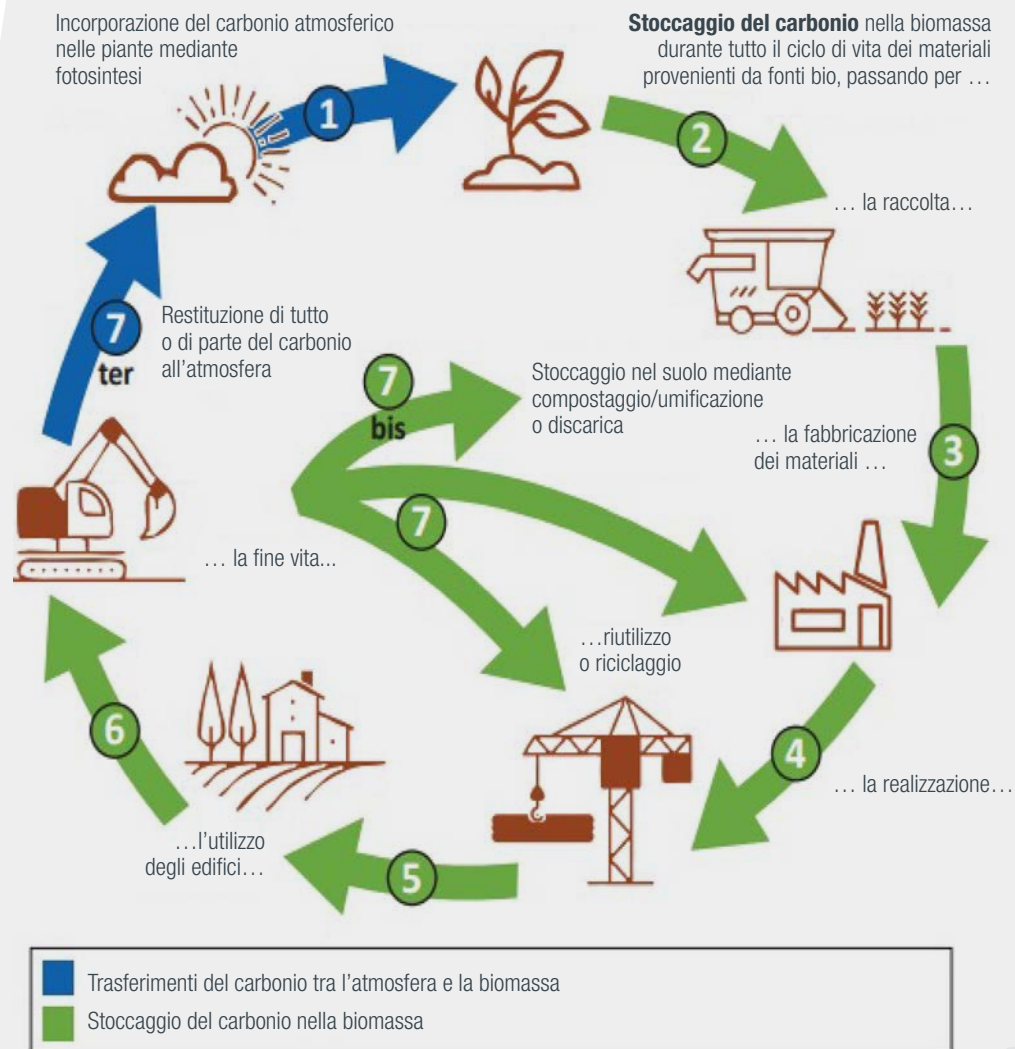 Incorporazione del carbonio atmosferico
nelle piante mediante
fotosintesi
Stoccaggio del carbonio nella biomassa
durante tutto il ciclo di vita dei materiali
provenienti da fonti bio, passando per …
1
2
… la raccolta…
7
ter
Restituzione di tutto
o di parte del carbonio
all'atmosfera
7
bis
Stoccaggio nel suolo mediante
compostaggio/umificazione
o discarica
… la fabbricazione
dei materiali …
3
7
… la fine vita...
…riutilizzo
o riciclaggio
6
4
… la realizzazione…
…l'utilizzo
degli edifici…
5
Trasferimenti del carbonio tra l'atmosfera e la biomassa
Stoccaggio del carbonio nella biomassa